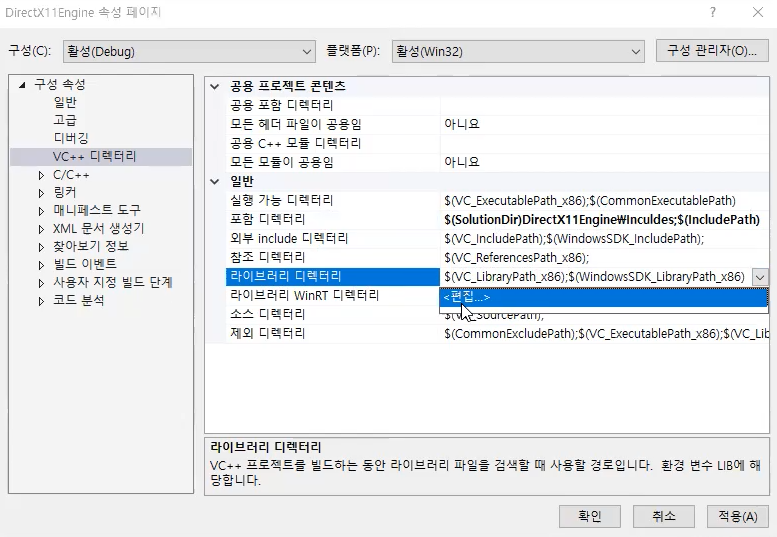 DirectX11Engine 속성 페이지
구성(C): 활성(Debug) 플랫폼(P): 활성(Win32) 구성 관리자(O)...
구성 속성
일반
고급
디버깅
VC++ 디렉터리
C/C++
링커
매니페스트 도구
XML 문서 생성기
찾아보기 정보
빌드 이벤트
사용자 지정 빌드 단계
코드 분석
공용 프로젝트 콘텐츠
공용 포함 디렉터리
모든 헤더 파일이 공용임 아니요
공용 C++ 모듈 디렉터리
모든 모듈이 공용임 아니요
일반
실행 가능 디렉터리 $(VC_ExecutablePath_x86);$(CommonExecutablePath)
포함 디렉터리 $(SolutionDir)DirectX11Engine₩Inculdes;$(IncludePath)
외부 include 디렉터리 $(VC_IncludePath);$(WindowsSDK_IncludePath);
참조 디렉터리 $(VC_ReferencesPath_x86);
라이브러리 디렉터리 $(VC_LibraryPath_x86);$(WindowsSDK_LibraryPath_x86)
라이브러리 WinRT 디렉터리 <편집...>
소스 디렉터리 $(VC_SourcePath);
제외 디렉터리 $(CommonExcludePath);$(VC_ExecutablePath_x86);$(VC_Lib
라이브러리 디렉터리
VC++ 프로젝트를 빌드하는 동안 라이브러리 파일을 검색할 때 사용할 경로입니다. 환경 변수 LIB에 해
당합니다.
확인 취소 적용(A)